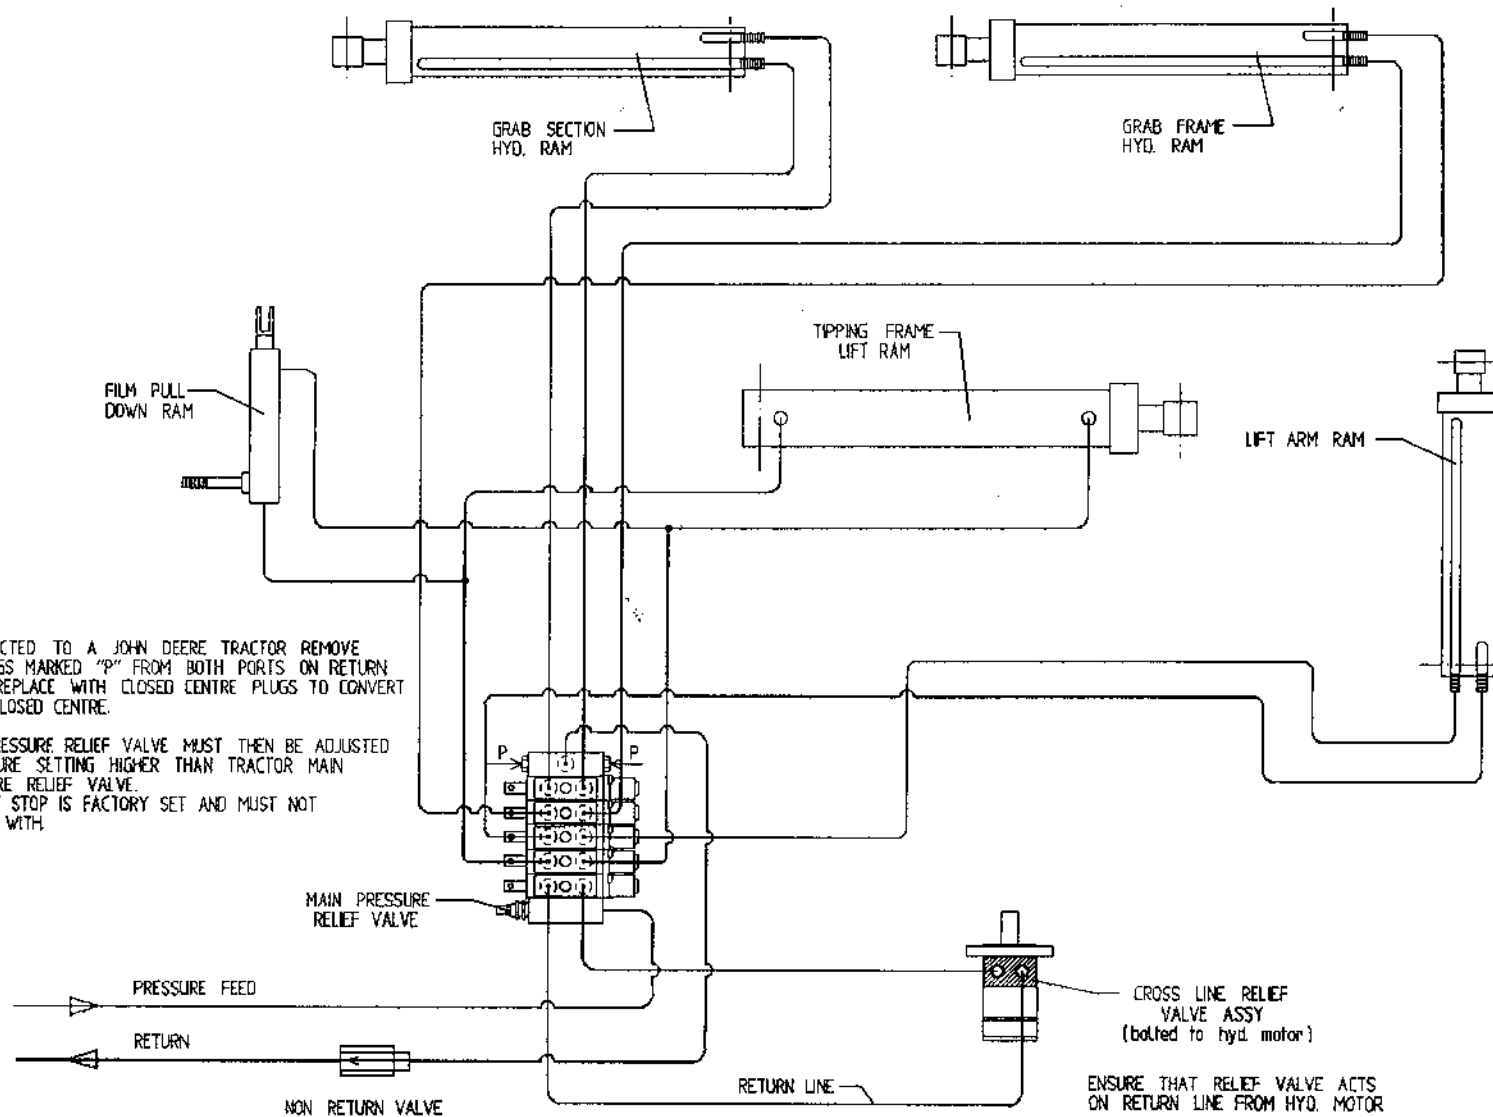 GRAB SECTION
HYD. RAM
GRAB FRAME
HYD. RAM
FILM PULL
DOWN RAM
TIPPING FRAME
LIFT RAM
LIFT ARM RAM
CTED TO A JOHN DEERE TRACTOR REMOVE
GS MARKED "P" FROM BOTH PORTS ON RETURN
REPLACE WITH CLOSED CENTRE PLUGS TO CONVERT
LOSED CENTRE.
ESSURE RELIEF VALVE MUST THEN BE ADJUSTED
URE SETTING HIGHER THAN TRACTOR MAIN
RE RELIEF VALVE.
STOP IS FACTORY SET AND MUST NOT
WITH.
P
P
MAIN PRESSURE
RELIEF VALVE
PRESSURE FEED
RETURN
NON RETURN VALVE
RETURN LINE
CROSS LINE RELIEF
VALVE ASSY
(bolted to hyd. motor)
ENSURE THAT RELIEF VALVE ACTS
ON RETURN LINE FROM HYD. MOTOR